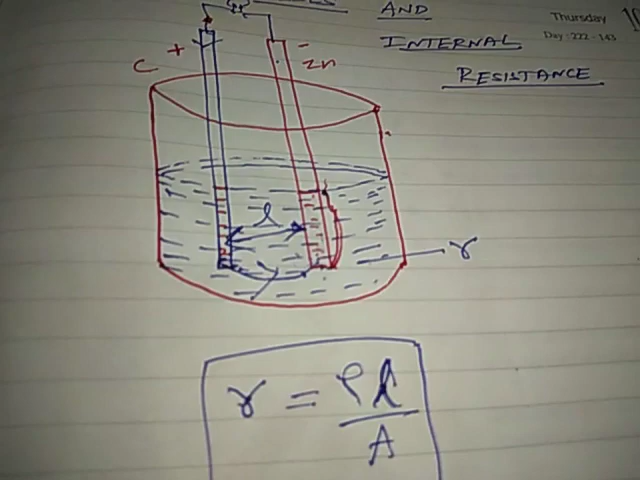 AND
INTERNAL
RESISTANCE
Thursday
Day : 222 - 143
C + - Zn
l
r
r = ρl/A